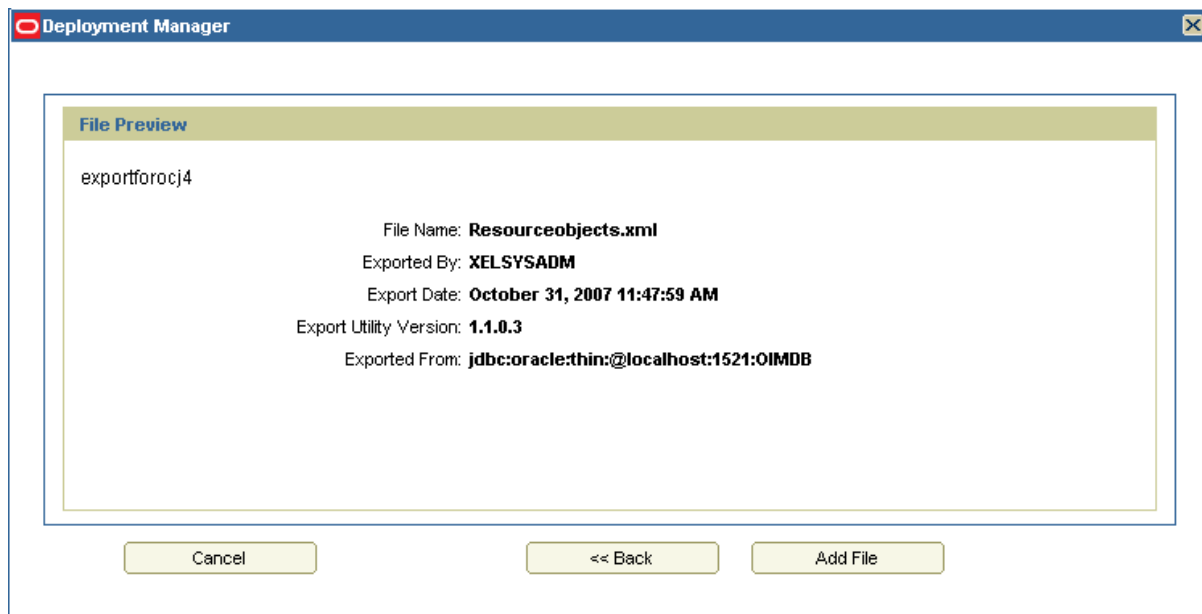 Deployment Manager
File Preview
exportforocj4
File Name: Resourceobjects.xml
Exported By: XELSYSADM
Export Date: October 31, 2007 11:47:59 AM
Export Utility Version: 1.1.0.3
Exported From: jdbc:oracle:thin:@localhost:1521:OIMDB
Cancel << Back Add File